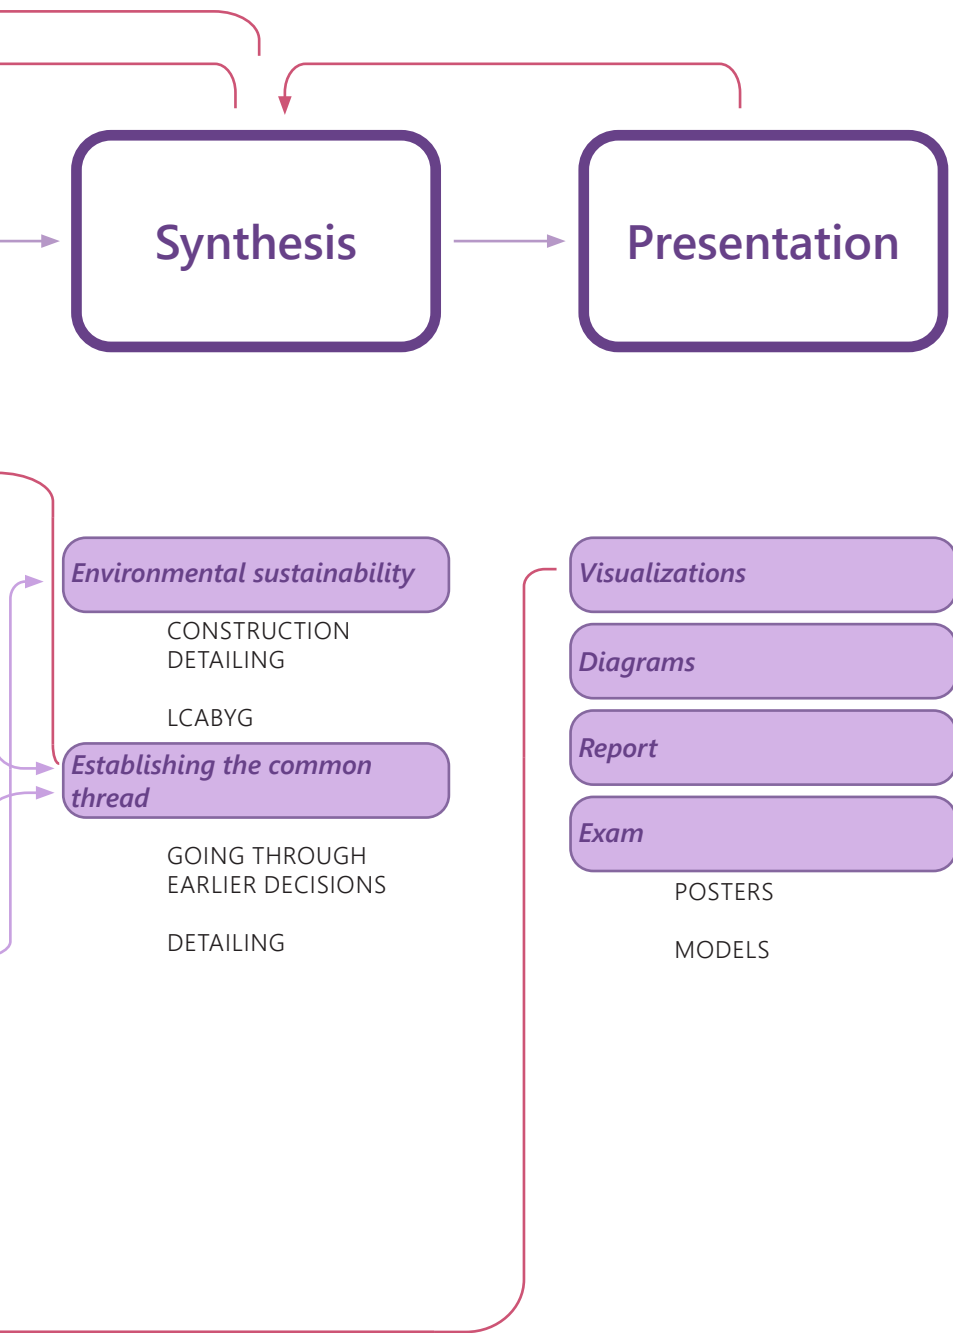 Synthesis
Presentation
Environmental sustainability
CONSTRUCTION
DETAILING
LCABYG
Establishing the common
thread
GOING THROUGH
EARLIER DECISIONS
DETAILING
Visualizations
Diagrams
Report
Exam
POSTERS
MODELS